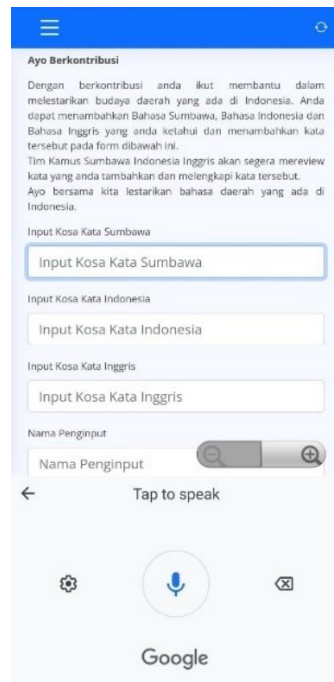 Ayo Berkontribusi
Dengan berkontribusi anda ikut membantu dalam
melestarikan budaya daerah yang ada di Indonesia. Anda
dapat menambahkan Bahasa Sumbawa, Bahasa Indonesia dan
Bahasa Inggris yang anda ketahui dan menambahkan kata
tersebut pada form dibawah ini.
Tim Kamus Sumbawa Indonesia Inggris akan segera mereview
kata yang anda tambahkan dan melengkapi kata tersebut.
Ayo bersama kita lestarikan bahasa daerah yang ada di
Indonesia.
Input Kosa Kata Sumbawa
Input Kosa Kata Sumbawa
Input Kosa Kata Indonesia
Input Kosa Kata Indonesia
Input Kosa Kata Inggris
Input Kosa Kata Inggris
Nama Penginput
Nama Penginput
Tap to speak
Google